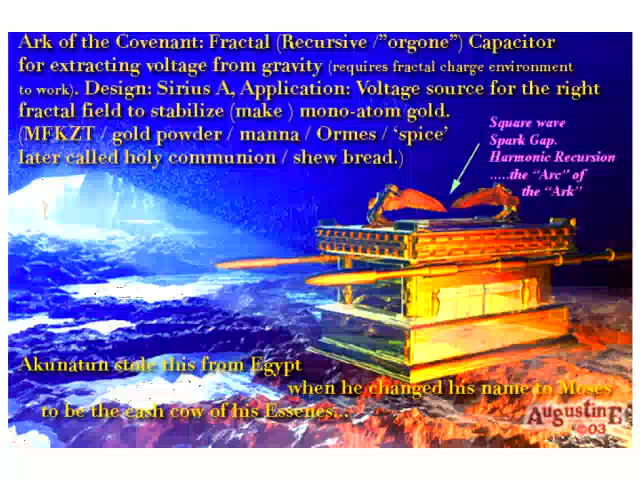 Ark of the Covenant: Fractal (Recursive /"orgone") Capacitor
for extracting voltage from gravity (requires fractal charge environment
to work). Design: Sirius A, Application: Voltage source for the right
fractal field to stabilize (make ) mono-atom gold.
(MFKZT / gold powder / manna / Ormes / ‘spice’
later called holy communion / shew bread.)
Square wave
Spark Gap.
Harmonic Recursion
.....the “Arc” of
the “Ark”
Akunatun stole this from Egypt
when he changed his name to Moses
to be the cash cow of his Essenes...
AugustinE
©03